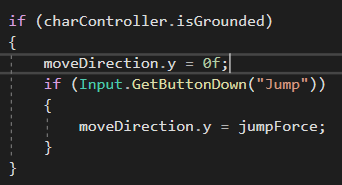 if (charController.isGrounded)
{
    moveDirection.y = 0f;
    if (Input.GetButtonDown("Jump"))
    {
        moveDirection.y = jumpForce;
    }
}